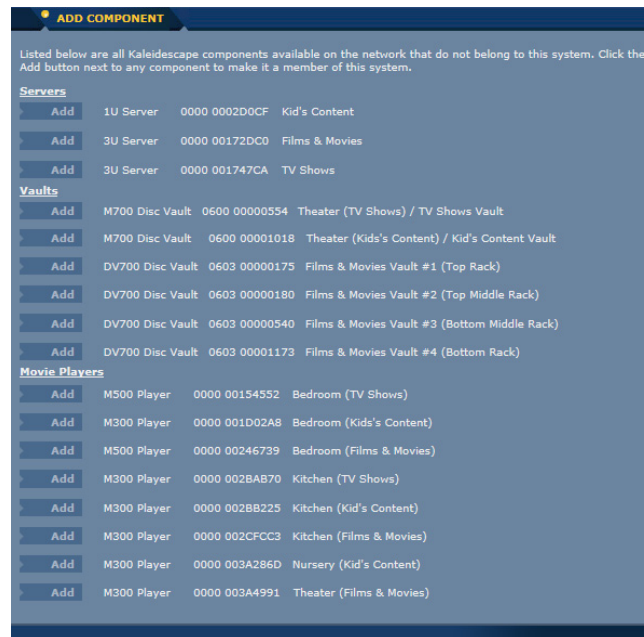 ADD COMPONENT
Listed below are all Kaleidescape components available on the network that do not belong to this system. Click the
Add button next to any component to make it a member of this system.
Servers
Add 1U Server 0000 0002D0CF Kid's Content
Add 3U Server 0000 00172DC0 Films & Movies
Add 3U Server 0000 001747CA TV Shows
Vaults
Add M700 Disc Vault 0600 00000554 Theater (TV Shows) / TV Shows Vault
Add M700 Disc Vault 0600 00001018 Theater (Kids's Content) / Kid's Content Vault
Add DV700 Disc Vault 0603 00000175 Films & Movies Vault #1 (Top Rack)
Add DV700 Disc Vault 0603 00000180 Films & Movies Vault #2 (Top Middle Rack)
Add DV700 Disc Vault 0603 00000540 Films & Movies Vault #3 (Bottom Middle Rack)
Add DV700 Disc Vault 0603 00001173 Films & Movies Vault #4 (Bottom Rack)
Movie Players
Add M500 Player 0000 00154552 Bedroom (TV Shows)
Add M300 Player 0000 001D02A8 Bedroom (Kids's Content)
Add M500 Player 0000 00246739 Bedroom (Films & Movies)
Add M300 Player 0000 002BAB70 Kitchen (TV Shows)
Add M300 Player 0000 002BB225 Kitchen (Kid's Content)
Add M300 Player 0000 002CFCC3 Kitchen (Films & Movies)
Add M300 Player 0000 003A286D Nursery (Kid's Content)
Add M300 Player 0000 003A4991 Theater (Films & Movies)